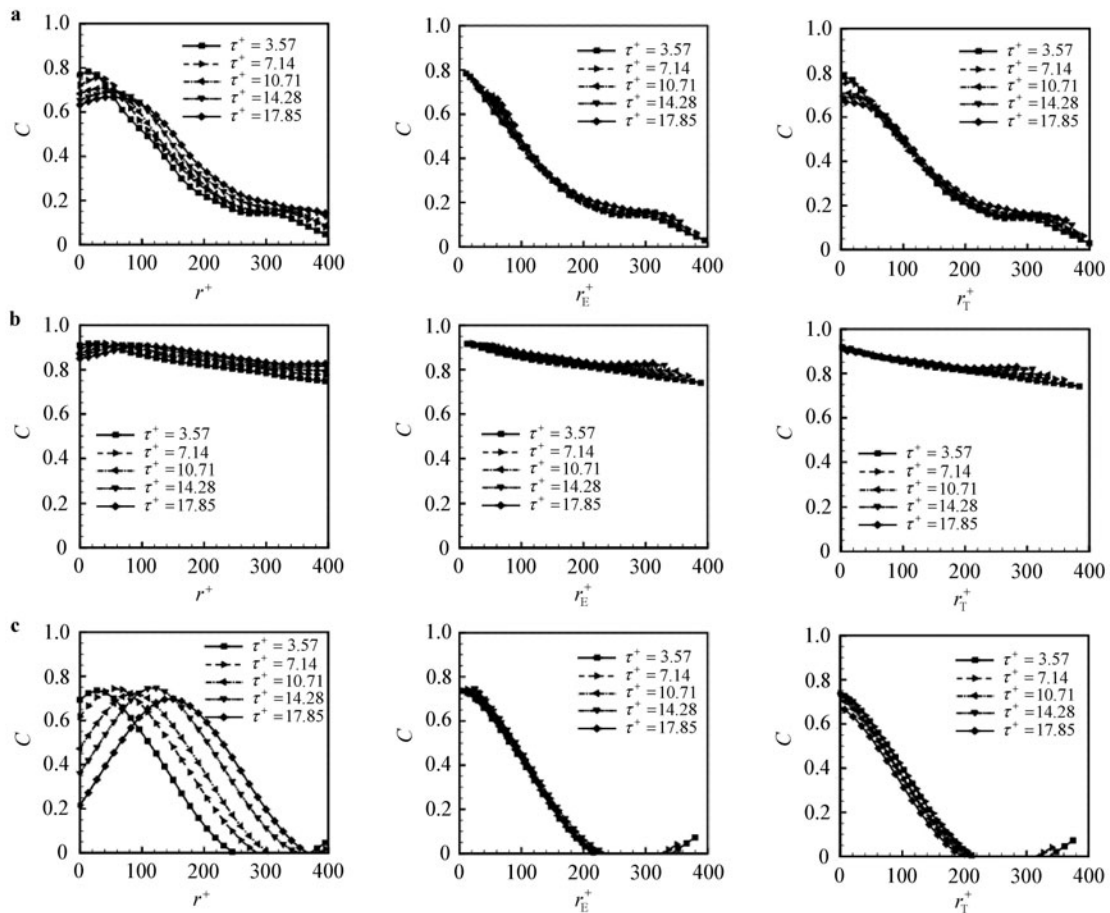 a
1.0
0.8
0.6
0.4
0.2
0
C
τ⁺ = 3.57
τ⁺ = 7.14
τ⁺ = 10.71
τ⁺ = 14.28
τ⁺ = 17.85
0 100 200 300 400
r⁺
1.0
0.8
0.6
0.4
0.2
0
C
τ⁺ = 3.57
τ⁺ = 7.14
τ⁺ = 10.71
τ⁺ = 14.28
τ⁺ = 17.85
0 100 200 300 400
r_E⁺
1.0
0.8
0.6
0.4
0.2
0
C
τ⁺ = 3.57
τ⁺ = 7.14
τ⁺ = 10.71
τ⁺ = 14.28
τ⁺ = 17.85
0 100 200 300 400
r_T⁺
b
1.0
0.8
0.6
0.4
0.2
0
C
τ⁺ = 3.57
τ⁺ = 7.14
τ⁺ = 10.71
τ⁺ = 14.28
τ⁺ = 17.85
0 100 200 300 400
r⁺
1.0
0.8
0.6
0.4
0.2
0
C
τ⁺ = 3.57
τ⁺ = 7.14
τ⁺ = 10.71
τ⁺ = 14.28
τ⁺ = 17.85
0 100 200 300 400
r_E⁺
1.0
0.8
0.6
0.4
0.2
0
C
τ⁺ = 3.57
τ⁺ = 7.14
τ⁺ = 10.71
τ⁺ = 14.28
τ⁺ = 17.85
0 100 200 300 400
r_T⁺
c
1.0
0.8
0.6
0.4
0.2
0
C
τ⁺ = 3.57
τ⁺ = 7.14
τ⁺ = 10.71
τ⁺ = 14.28
τ⁺ = 17.85
0 100 200 300 400
r⁺
1.0
0.8
0.6
0.4
0.2
0
C
τ⁺ = 3.57
τ⁺ = 7.14
τ⁺ = 10.71
τ⁺ = 14.28
τ⁺ = 17.85
0 100 200 300 400
r_E⁺
1.0
0.8
0.6
0.4
0.2
0
C
τ⁺ = 3.57
τ⁺ = 7.14
τ⁺ = 10.71
τ⁺ = 14.28
τ⁺ = 17.85
0 100 200 300 400
r_T⁺